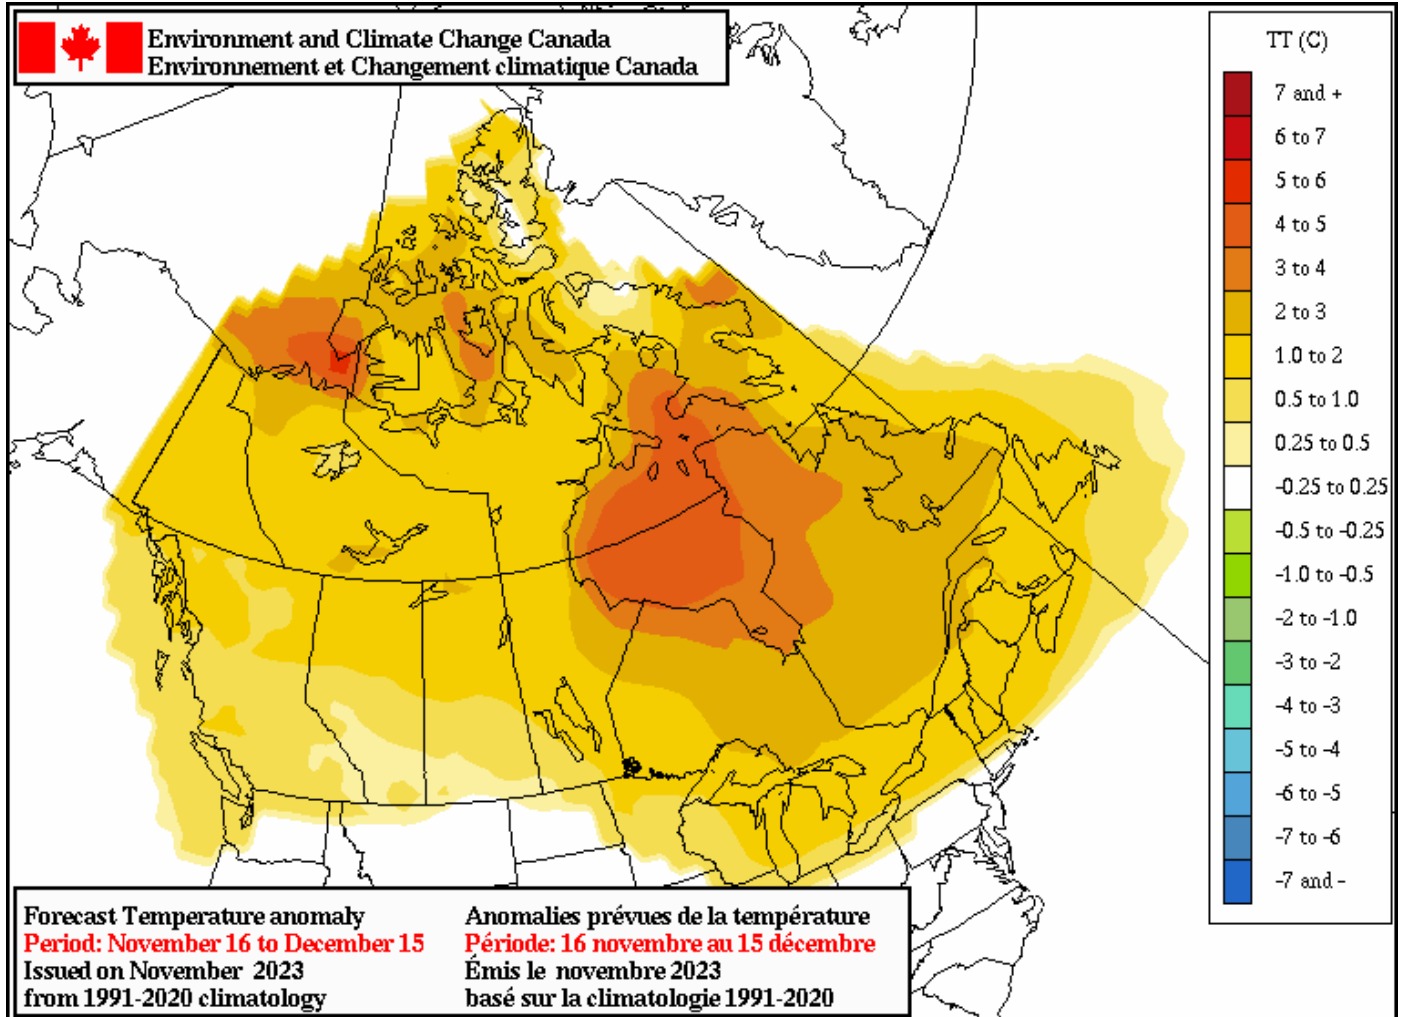 Environment and Climate Change Canada
Environnement et Changement climatique Canada
TT (C)
7 and +
6 to 7
5 to 6
4 to 5
3 to 4
2 to 3
1.0 to 2
0.5 to 1.0
0.25 to 0.5
-0.25 to 0.25
-0.5 to -0.25
-1.0 to -0.5
-2 to -1.0
-3 to -2
-4 to -3
-5 to -4
-6 to -5
-7 to -6
-7 and -
Forecast Temperature anomaly
Period: November 16 to December 15
Issued on November 2023
from 1991-2020 climatology
Anomalies prévues de la température
Période: 16 novembre au 15 décembre
Émis le novembre 2023
basé sur la climatologie 1991-2020